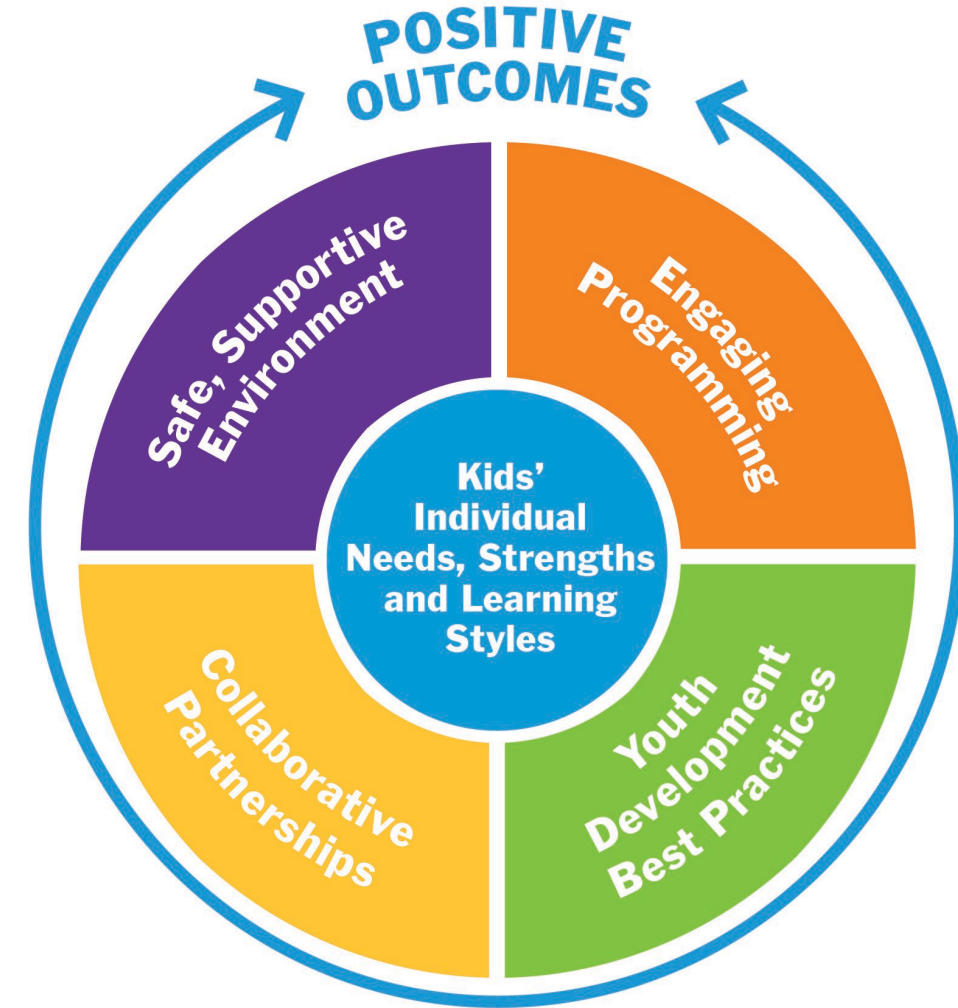 POSITIVE
OUTCOMES
Safe, Supportive
Environment
Engaging
Programming
Kids’
Individual
Needs, Strengths
and Learning
Styles
Collaborative
Partnerships
Youth
Development
Best Practices